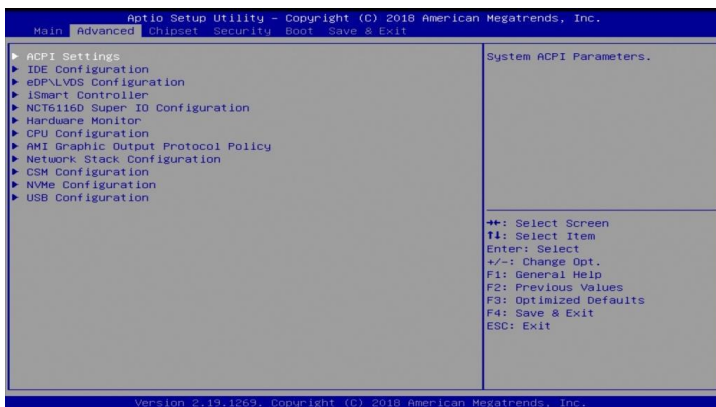 Aptio Setup Utility – Copyright (C) 2018 American Megatrends, Inc.
Main Advanced Chipset Security Boot Save & Exit
▶ ACPI Settings
▶ IDE Configuration
▶ eDP\LVDS Configuration
▶ iSmart Controller
▶ NCT6116D Super IO Configuration
▶ Hardware Monitor
▶ CPU Configuration
▶ AMI Graphic Output Protocol Policy
▶ Network Stack Configuration
▶ CSM Configuration
▶ NVMe Configuration
▶ USB Configuration
System ACPI Parameters.
→←: Select Screen
↑↓: Select Item
Enter: Select
+/-: Change Opt.
F1: General Help
F2: Previous Values
F3: Optimized Defaults
F4: Save & Exit
ESC: Exit
Version 2.19.1269. Copyright (C) 2018 American Megatrends, Inc.